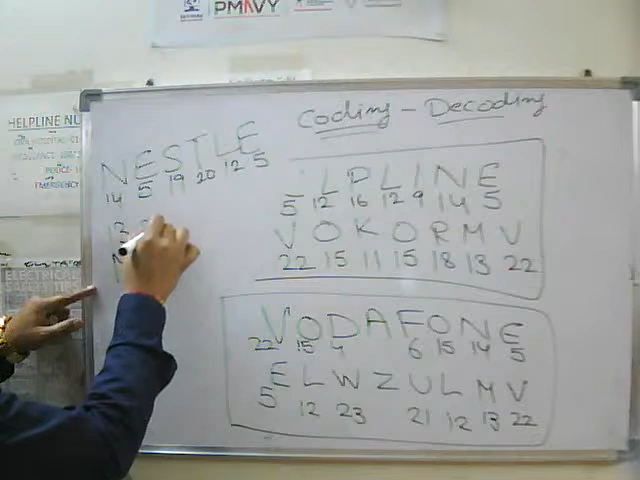 PMKVY
HELPLINE NU
Coding - Decoding
NESTLE
14 5 19 20 12 5
LPLINE
5 12 16 12 9 14 5
VOKORMV
22 15 11 15 18 13 22
VODAFONE
22 15 4 6 15 14 5
ELWZULMV
5 12 23 21 12 13 22